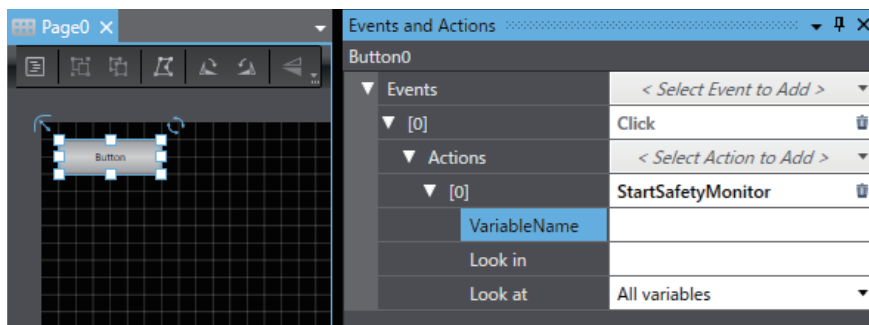 Page0
Button
Events and Actions
Button0
Events < Select Event to Add >
[0] Click
Actions < Select Action to Add >
[0] StartSafetyMonitor
VariableName
Look in
Look at All variables